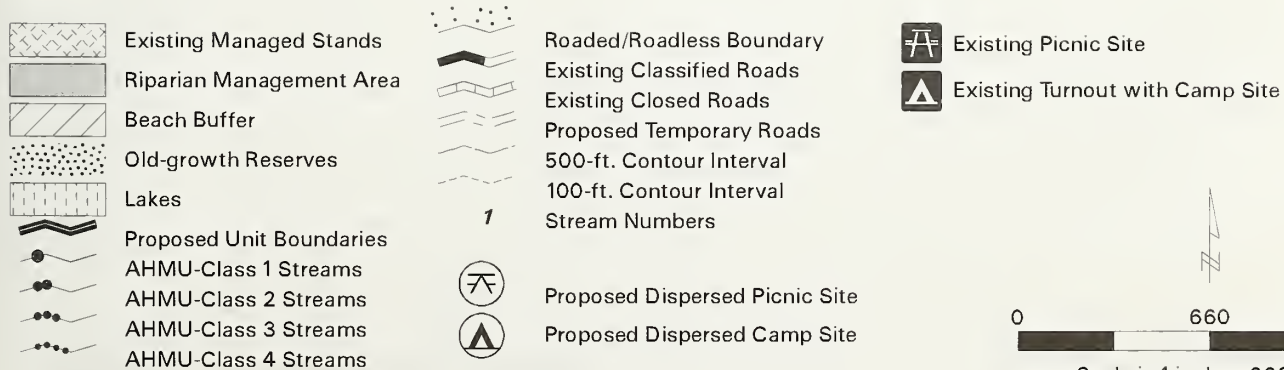 Existing Managed Stands
Riparian Management Area
Beach Buffer
Old-growth Reserves
Lakes
Proposed Unit Boundaries
AHMU-Class 1 Streams
AHMU-Class 2 Streams
AHMU-Class 3 Streams
AHMU-Class 4 Streams
Roaded/Roadless Boundary
Existing Classified Roads
Existing Closed Roads
Proposed Temporary Roads
500-ft. Contour Interval
100-ft. Contour Interval
1 Stream Numbers
Proposed Dispersed Picnic Site
Proposed Dispersed Camp Site
Existing Picnic Site
Existing Turnout with Camp Site
N
0 660